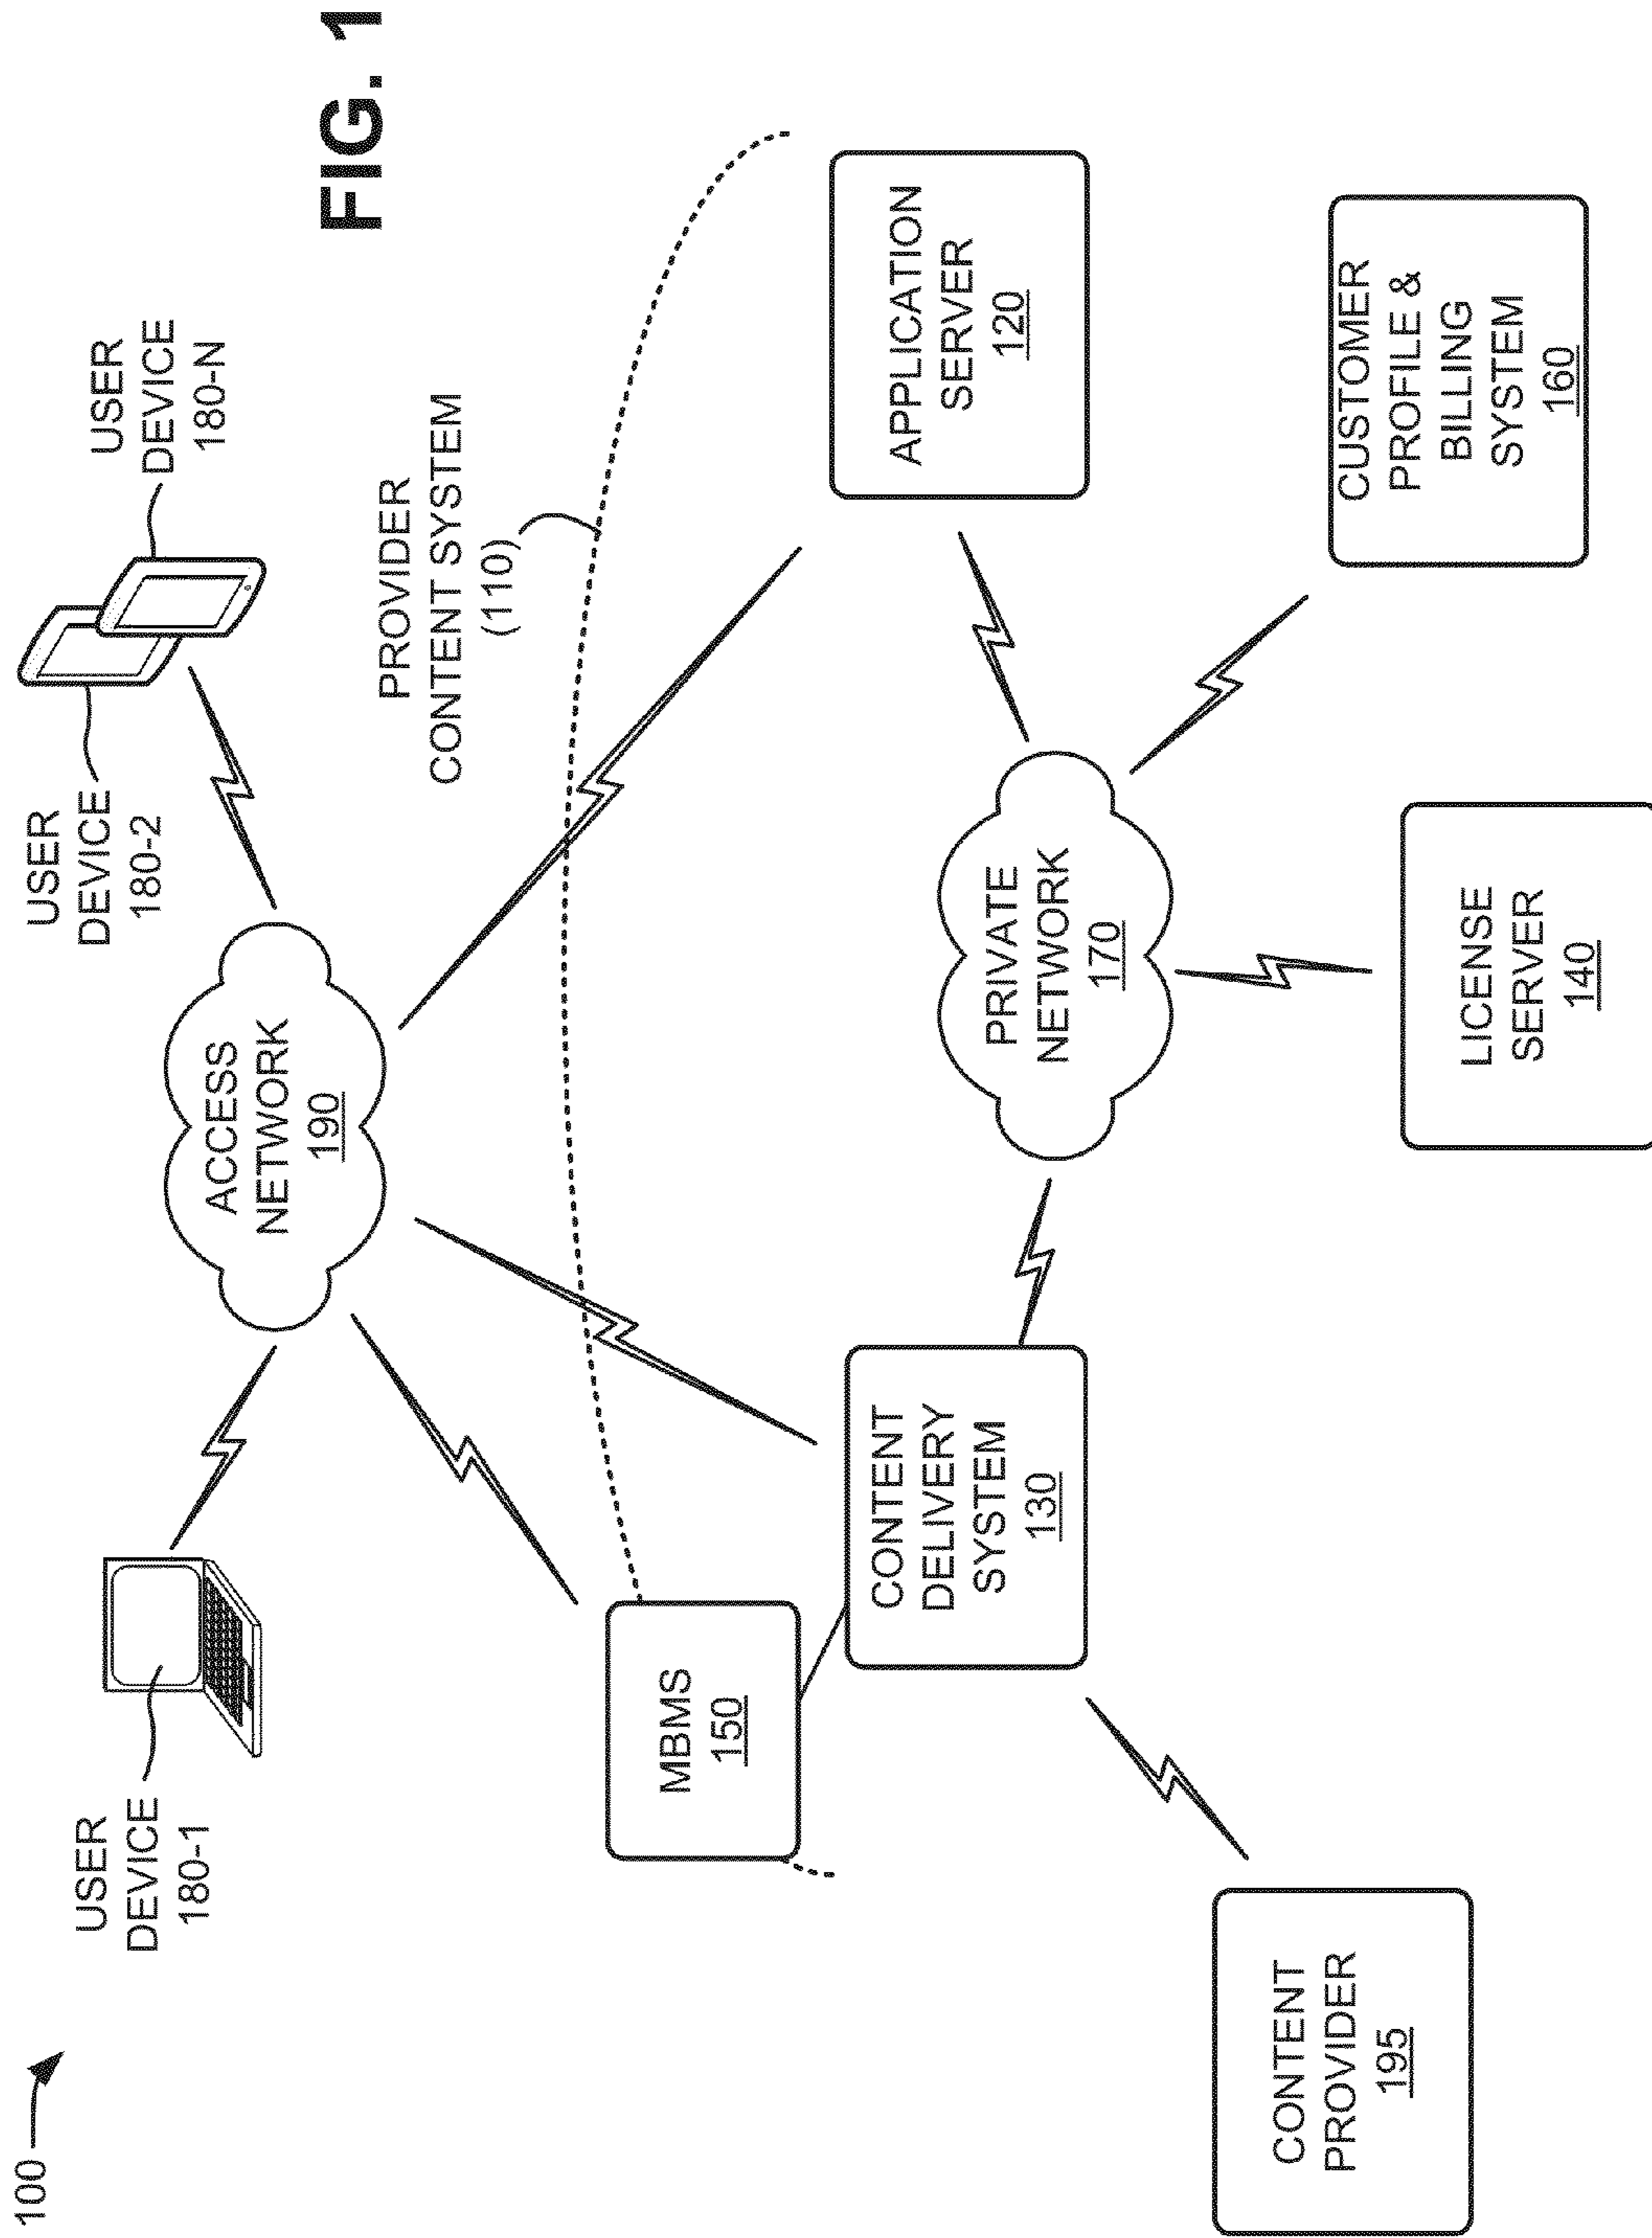 100
USER
DEVICE
180-1
USER
DEVICE
180-2
USER
DEVICE
180-N
ACCESS
NETWORK
190
FIG. 1
PROVIDER
CONTENT SYSTEM
(110)
MBMS
150
CONTENT
DELIVERY
SYSTEM
130
APPLICATION
SERVER
120
PRIVATE
NETWORK
170
CONTENT
PROVIDER
195
LICENSE
SERVER
140
CUSTOMER
PROFILE &
BILLING
SYSTEM
160